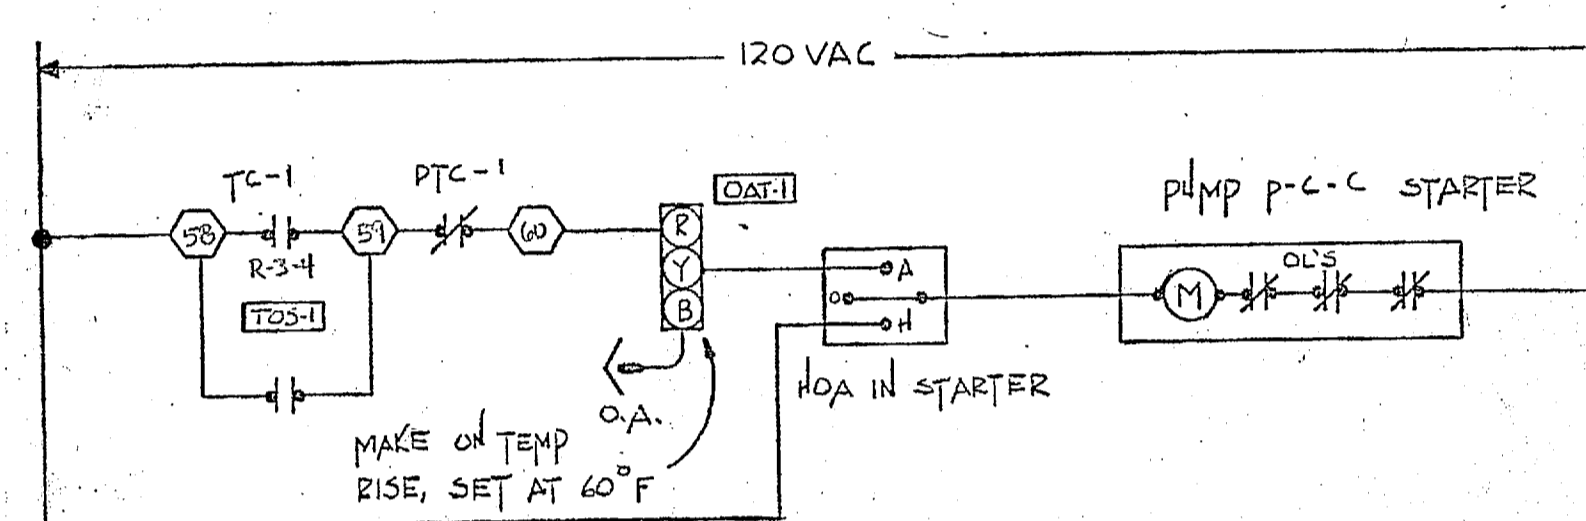 120 VAC
TC-1
PTC-1
OAT-1
PUMP P-C-C STARTER
58
59
60
R
Y
B
R-3-4
TOS-1
A
O
H
M
OL'S
HOA IN STARTER
O.A.
MAKE ON TEMP
RISE, SET AT 60°F